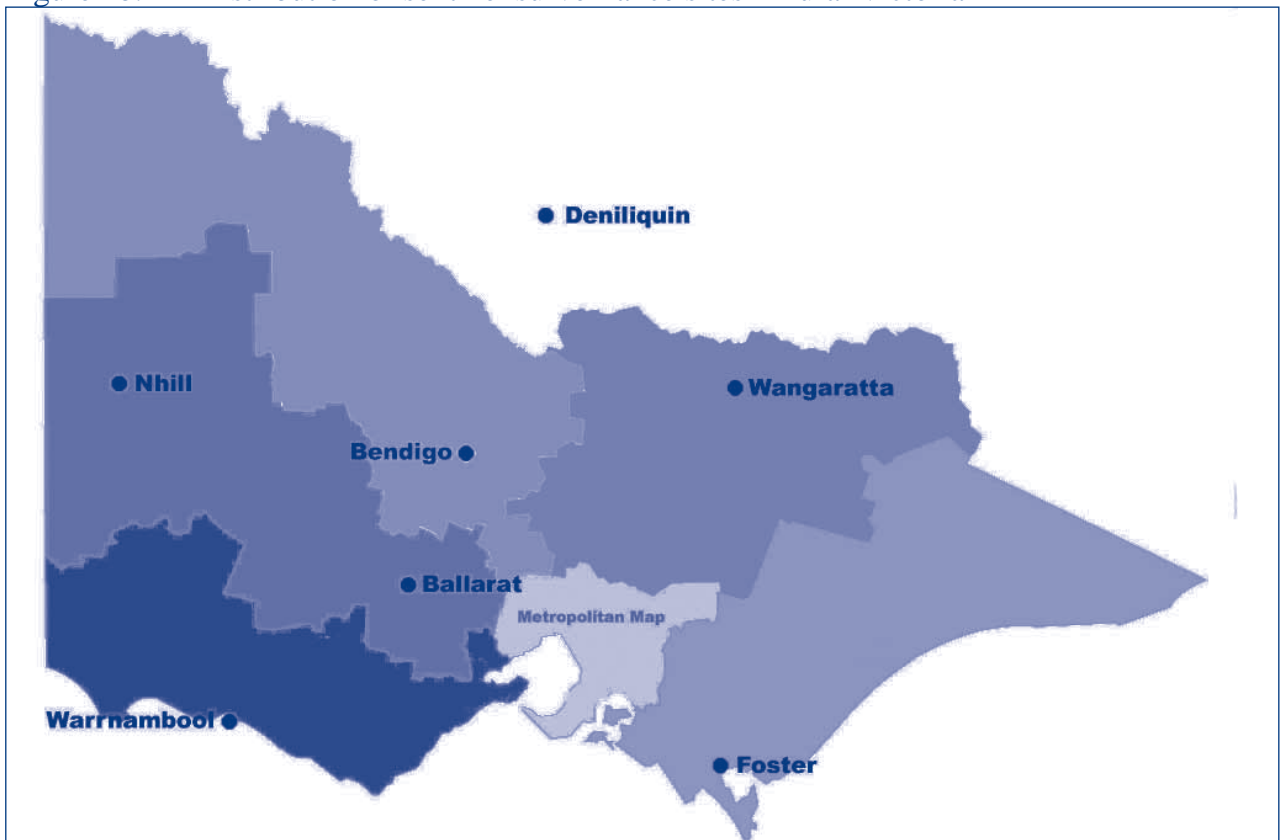 Deniliquin
Nhill
Wangaratta
Bendigo
Ballarat
Metropolitan Map
Warrnambool
Foster